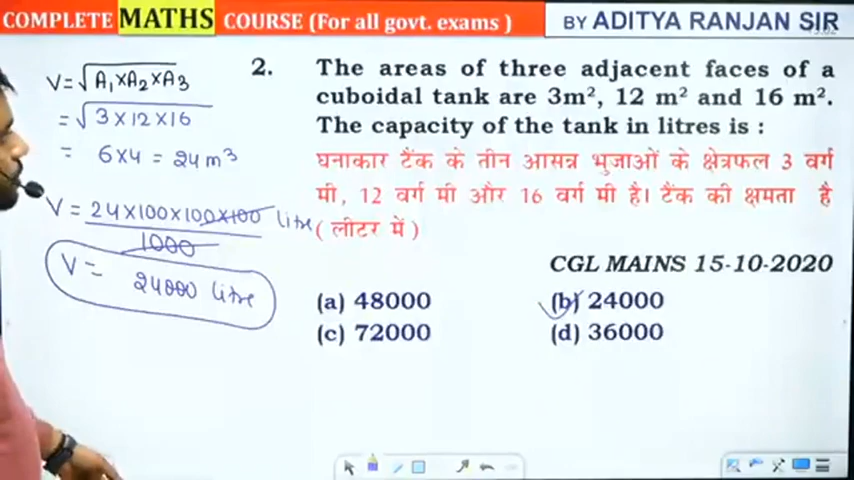 COMPLETE MATHS COURSE (For all govt. exams )
BY ADITYA RANJAN SIR
V = √A₁×A₂×A₃
= √3×12×16
= 6×4 = 24 m³
V = 24×100×100×100 litre
1000
V = 24000 litre
2. The areas of three adjacent faces of a
cuboidal tank are 3m², 12 m² and 16 m².
The capacity of the tank in litres is :
घनाकार टैंक के तीन आसन्न भुजाओं के क्षेत्रफल 3 वर्ग
मी, 12 वर्ग मी और 16 वर्ग मी है। टैंक की क्षमता है
( लीटर में )
CGL MAINS 15-10-2020
(a) 48000 (b) 24000
(c) 72000 (d) 36000